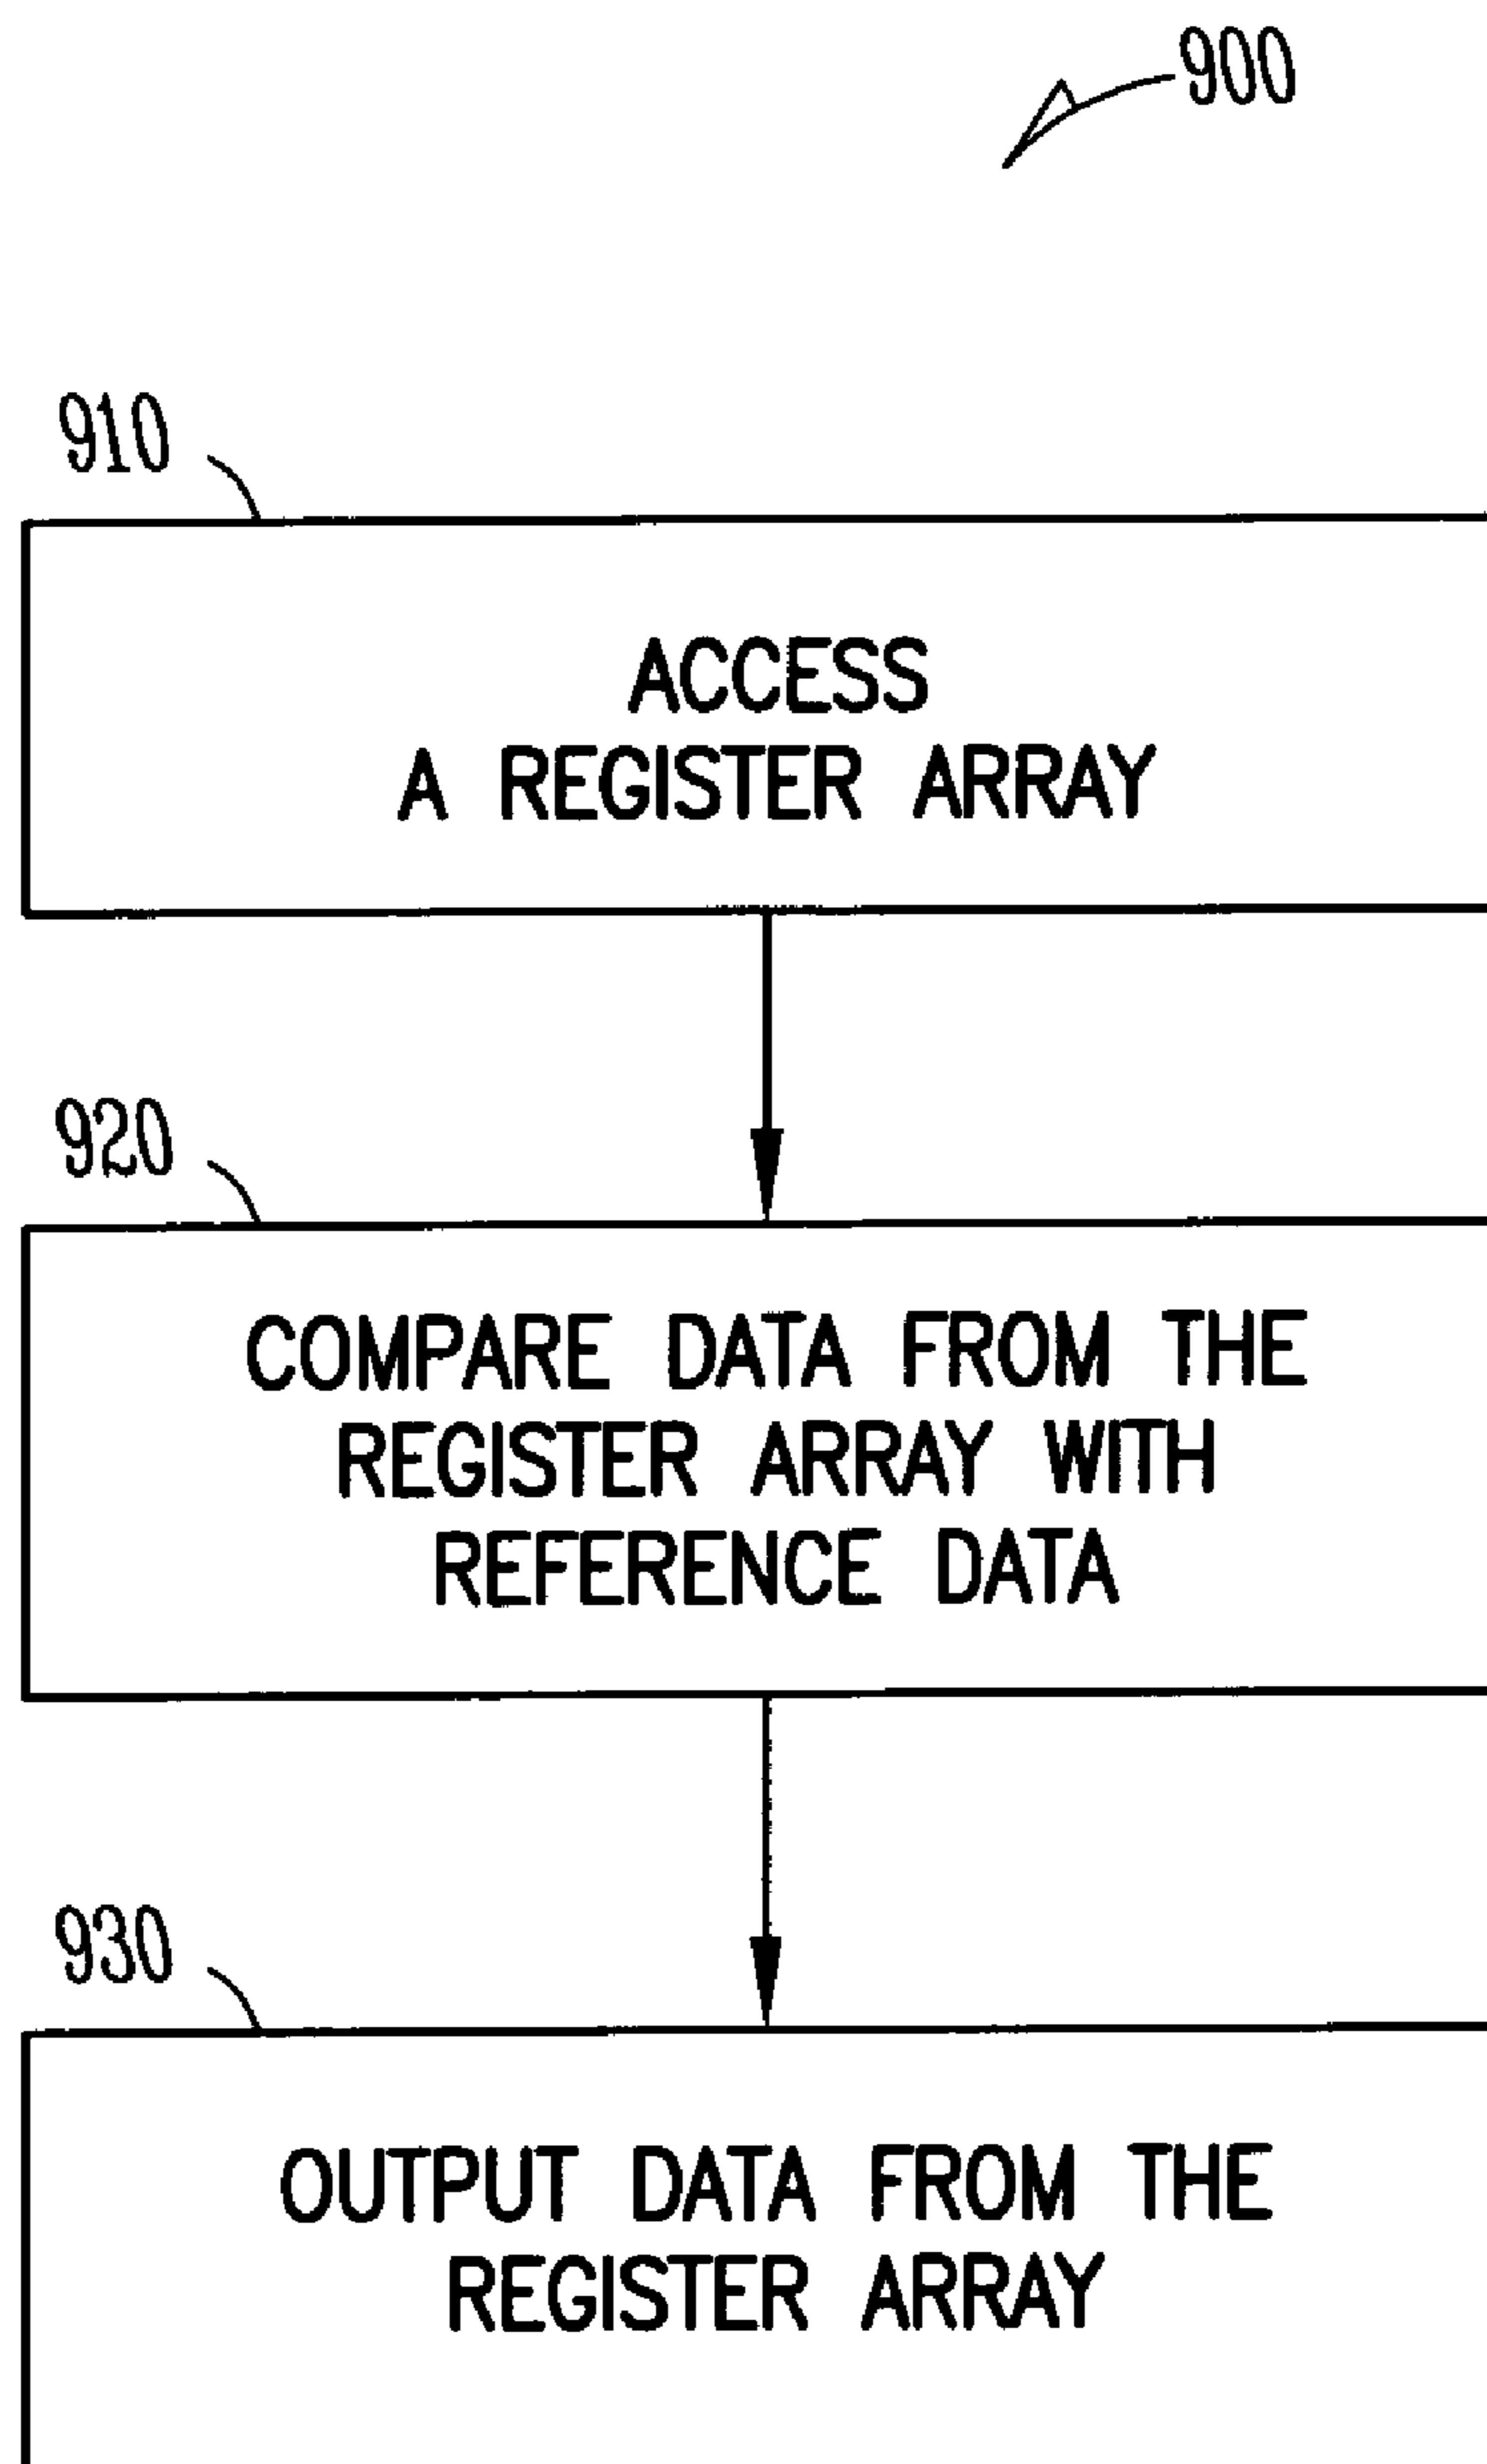 900
910
ACCESS
A REGISTER ARRAY
920
COMPARE DATA FROM THE
REGISTER ARRAY WITH
REFERENCE DATA
930
OUTPUT DATA FROM THE
REGISTER ARRAY